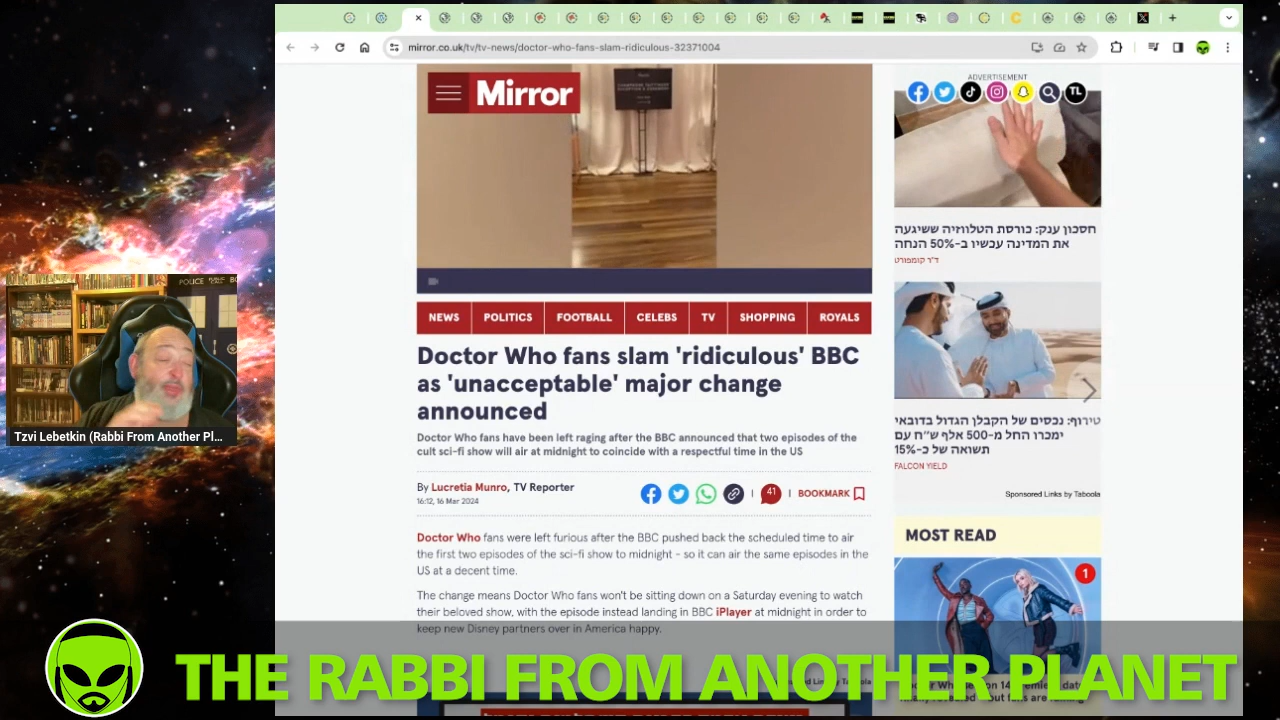 mirror.co.uk/tv/tv-news/doctor-who-fans-slam-ridiculous-32371004
Mirror
NEWS POLITICS FOOTBALL CELEBS TV SHOPPING ROYALS
Doctor Who fans slam 'ridiculous' BBC
as 'unacceptable' major change
announced
Doctor Who fans have been left raging after the BBC announced that two episodes of the
cult sci-fi show will air at midnight to coincide with a respectful time in the US
By Lucretia Munro, TV Reporter
16:12, 16 Mar 2024
41
BOOKMARK
Doctor Who fans were left furious after the BBC pushed back the scheduled time to air
the first two episodes of the sci-fi show to midnight - so it can air the same episodes in the
US at a decent time.
The change means Doctor Who fans won't be sitting down on a Saturday evening to watch
their beloved show, with the episode instead landing in BBC iPlayer at midnight in order to
keep new Disney partners over in America happy.
ADVERTISEMENT
TL
חסכון ענק: כורסת הטלוויזיה ששיגעה
את המדינה עכשיו ב-50% הנחה
ד"ר קומפורט
טירוף: נכסים של הקבלן הגדול בדובאי
ימכרו החל מ-500 אלף ש״ח עם
תשואה של כ-15%
FALCON YIELD
Sponsored Links by Taboola
MOST READ
1
POLICE
Tzvi Lebetkin (Rabbi From Another Pl...
THE RABBI FROM ANOTHER PLANET